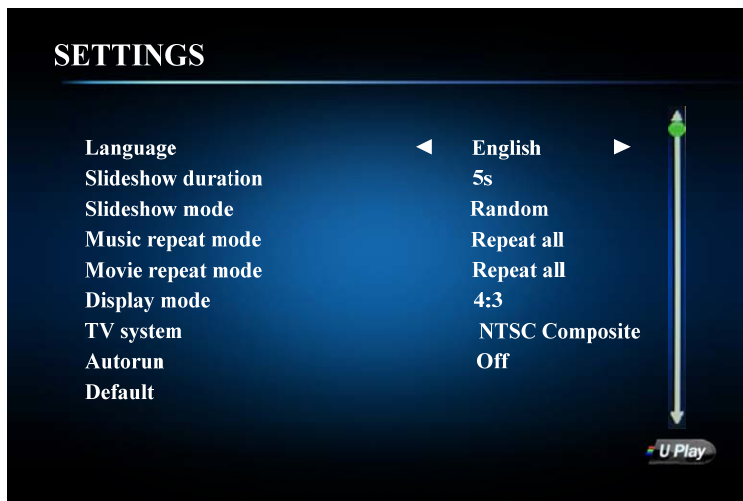 SETTINGS
Language English
Slideshow duration 5s
Slideshow mode Random
Music repeat mode Repeat all
Movie repeat mode Repeat all
Display mode 4:3
TV system NTSC Composite
Autorun Off
Default
U Play